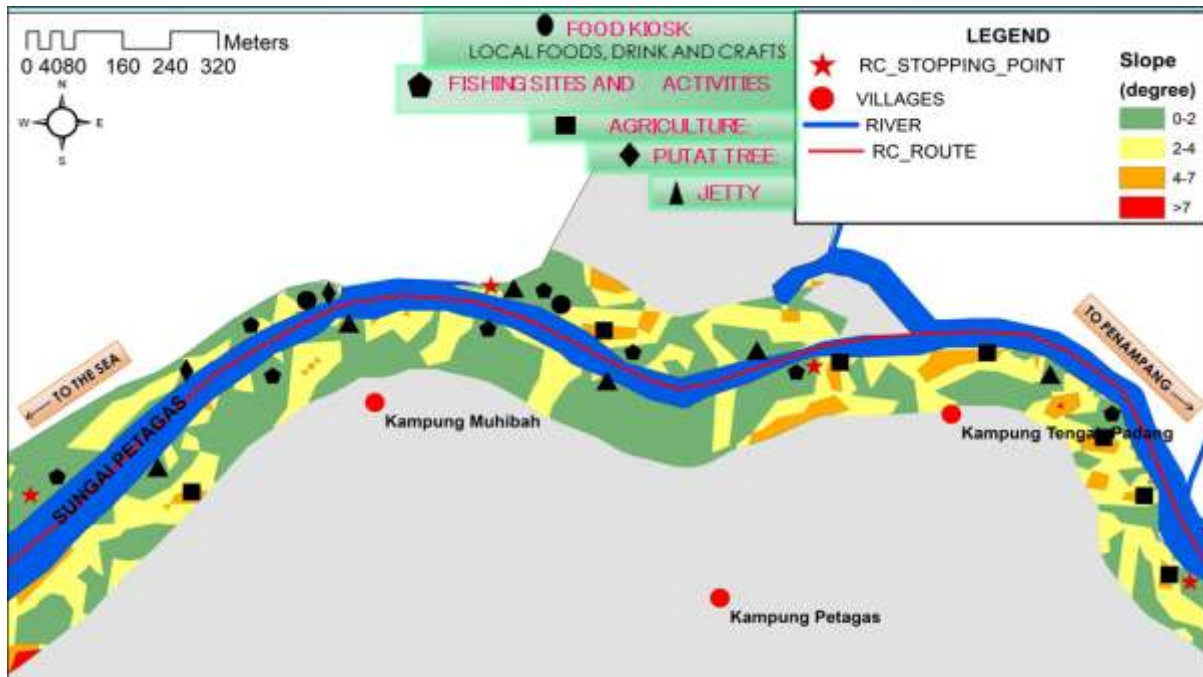 Meters
0 4080 160 240 320
N
W E
S
FOOD KIOSK:
LOCAL FOODS, DRINK AND CRAFTS
FISHING SITES AND ACTIVITIES
AGRICULTURE:
PUTAT TREE:
JETTY
LEGEND
RC_STOPPING_POINT
VILLAGES
RIVER
RC_ROUTE
Slope
(degree)
0-2
2-4
4-7
>7
TO THE SEA
TO PENAMPANG
SUNGAI PETAGAS
Kampung Muhibah
Kampung Tengah Padang
Kampung Petagas